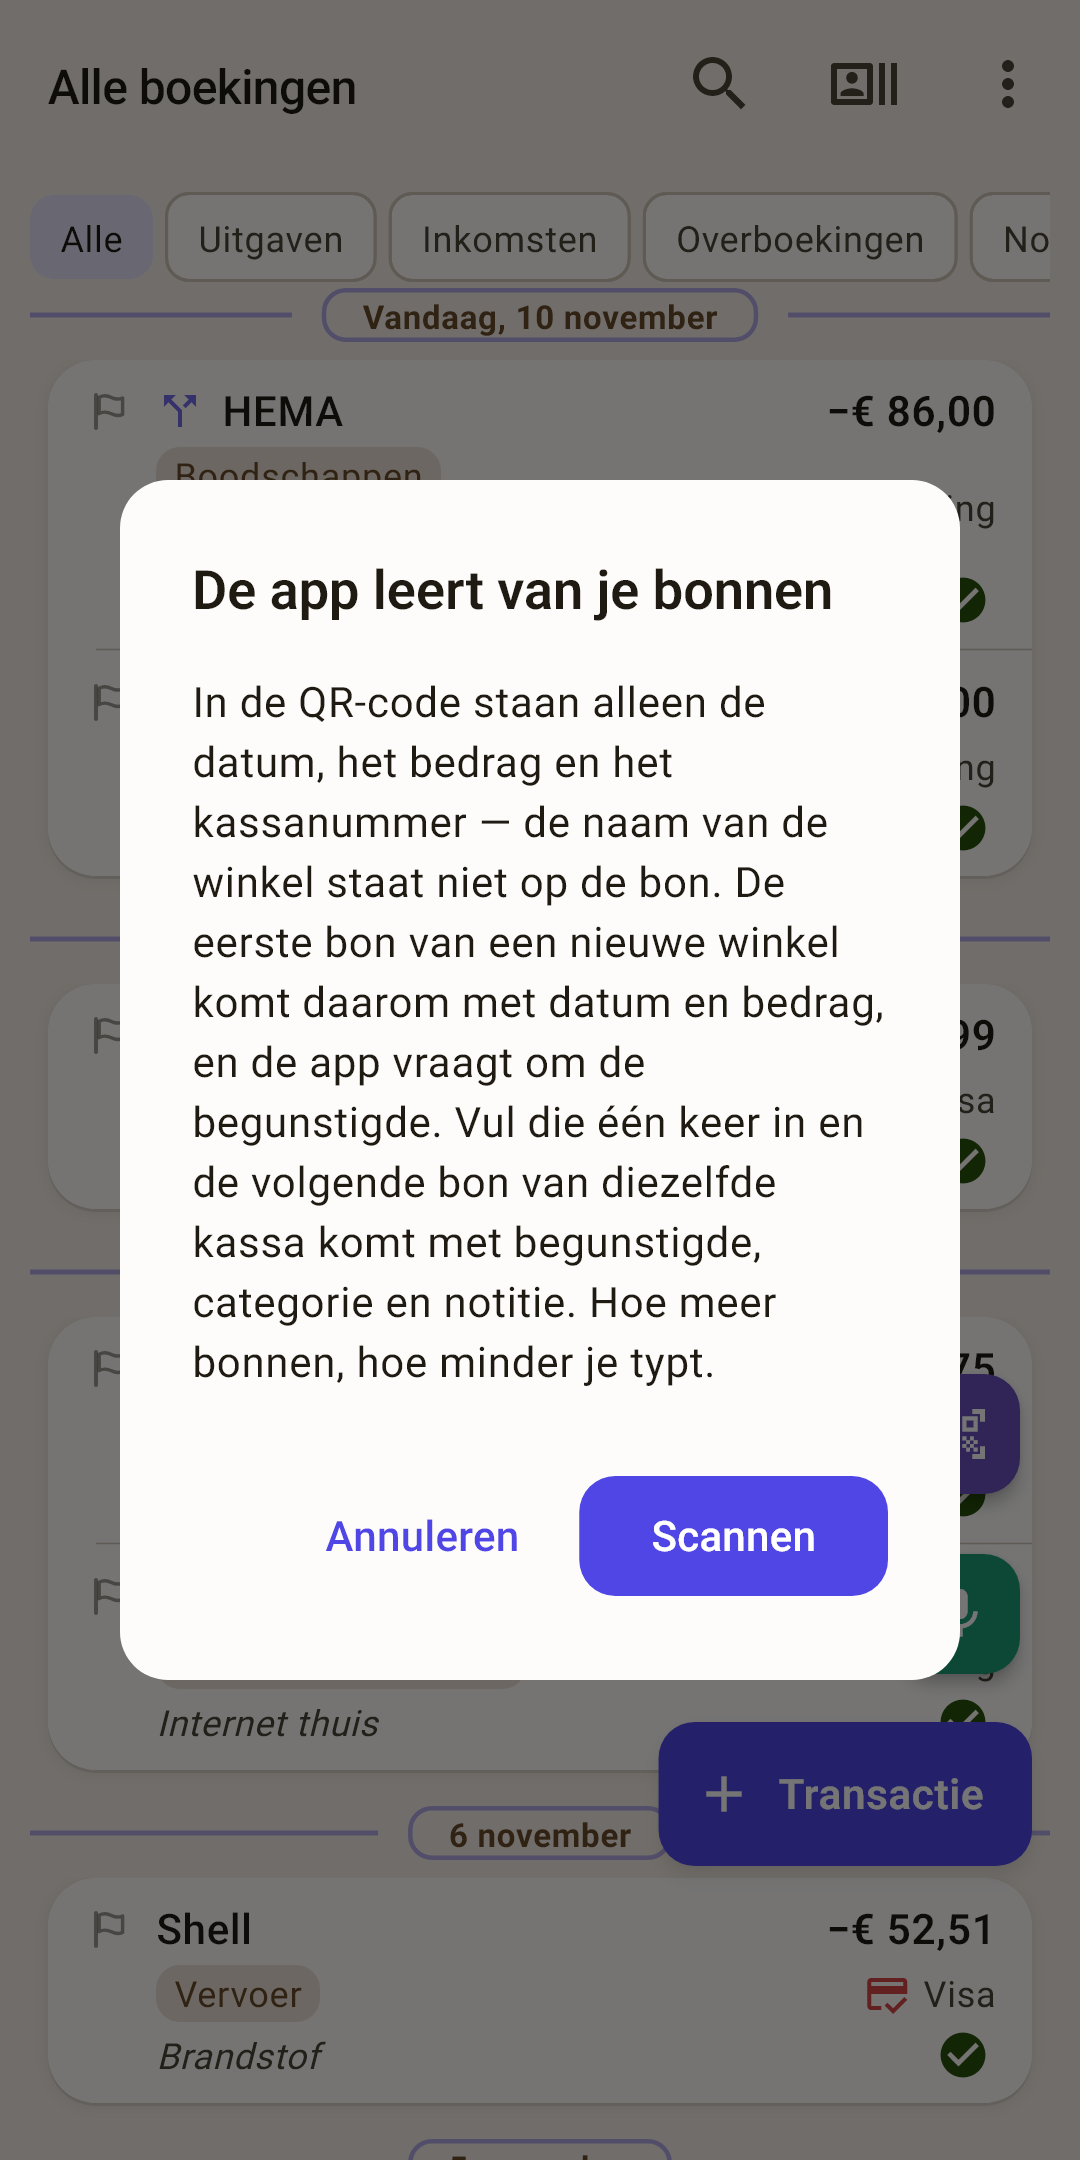 Alle boekingen
Alle
Uitgaven
Inkomsten
Overboekingen
Vandaag, 10 november
HEMA
−€ 86,00
Boodschappen
De app leert van je bonnen
In de QR-code staan alleen de
datum, het bedrag en het
kassanummer — de naam van de
winkel staat niet op de bon. De
eerste bon van een nieuwe winkel
komt daarom met datum en bedrag,
en de app vraagt om de
begunstigde. Vul die één keer in en
de volgende bon van diezelfde
kassa komt met begunstigde,
categorie en notitie. Hoe meer
bonnen, hoe minder je typt.
Annuleren
Scannen
Internet thuis
Transactie
6 november
Shell
−€ 52,51
Vervoer
Visa
Brandstof